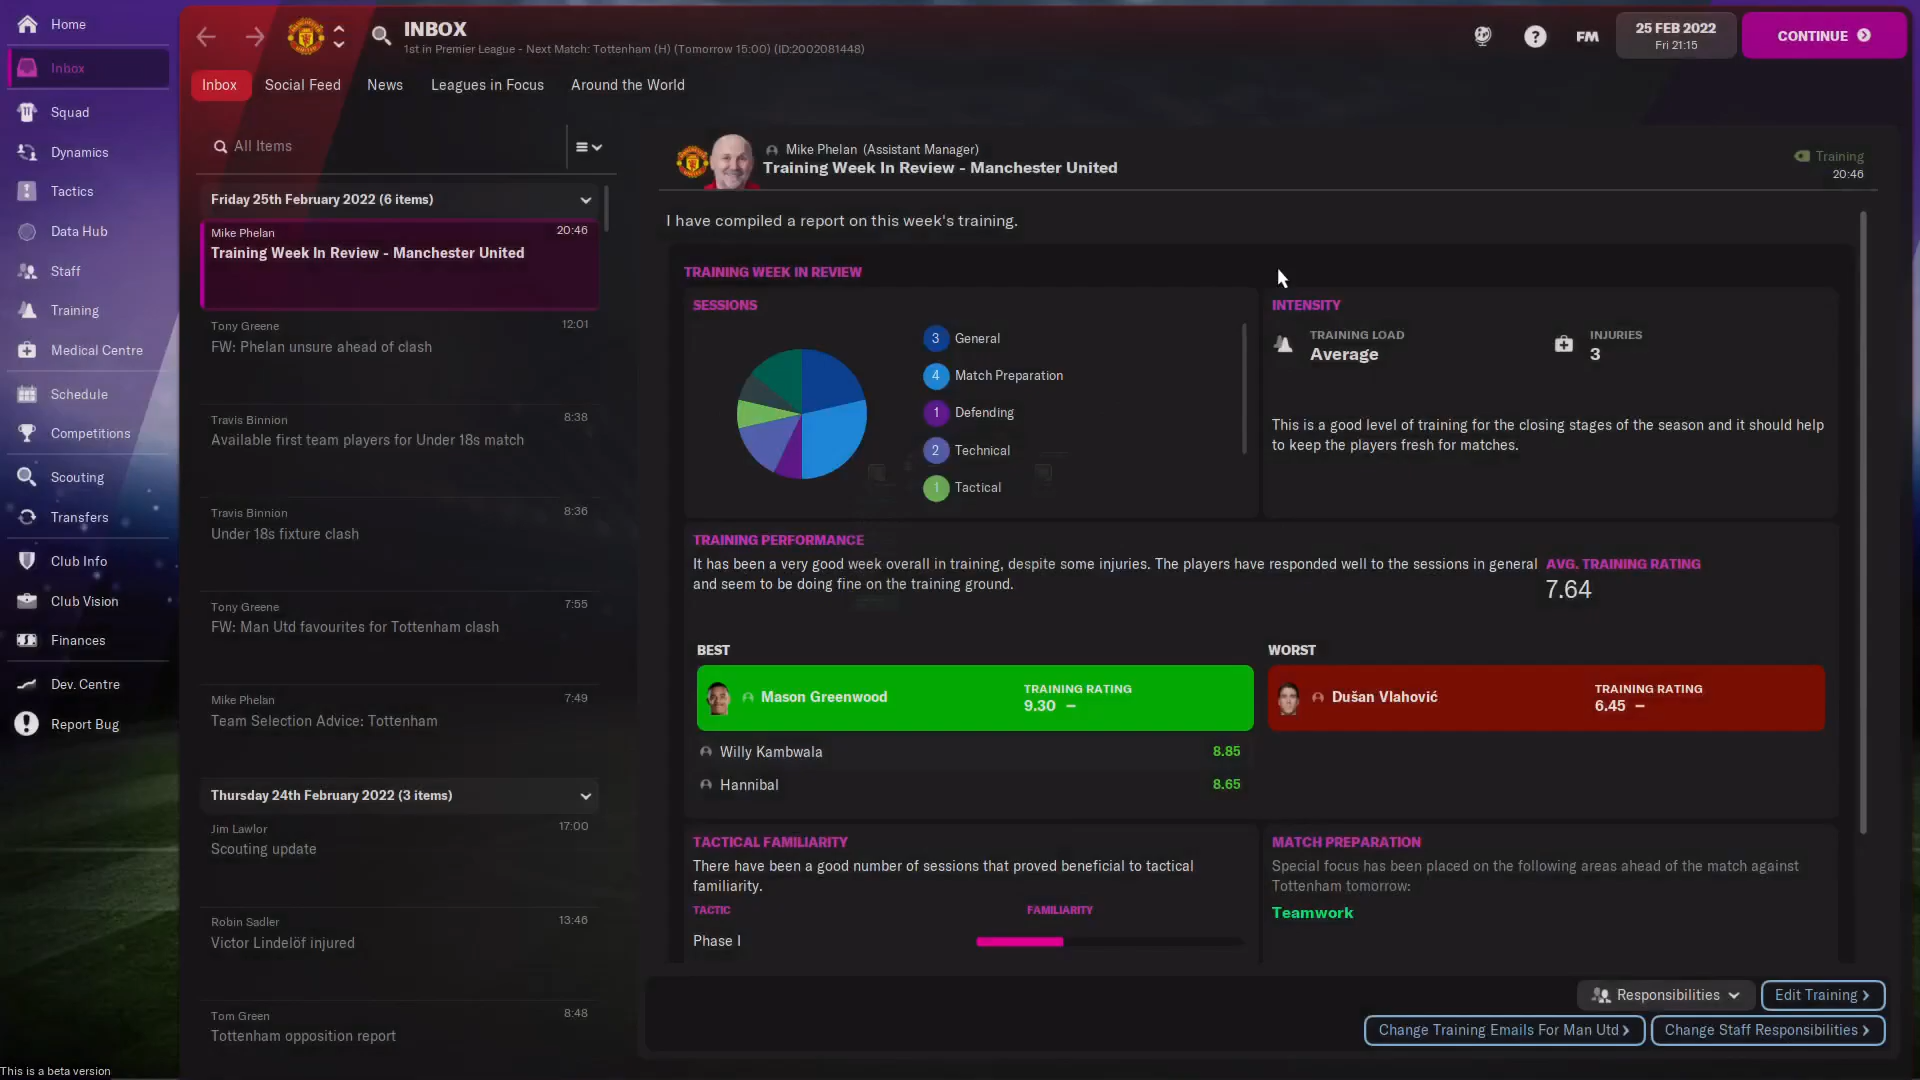 Home
Inbox
Squad
Dynamics
Tactics
Data Hub
Staff
Training
Medical Centre
Schedule
Competitions
Scouting
Transfers
Club Info
Club Vision
Finances
Dev. Centre
Report Bug
This is a beta version
INBOX
1st in Premier League - Next Match: Tottenham (H) (Tomorrow 15:00) (ID:2002081448)
FM
25 FEB 2022
Fri 21:15
CONTINUE
Inbox Social Feed News Leagues in Focus Around the World
All Items
Friday 25th February 2022 (6 items)
Mike Phelan 20:46
Training Week In Review - Manchester United
Tony Greene 12:01
FW: Phelan unsure ahead of clash
Travis Binnion 8:38
Available first team players for Under 18s match
Travis Binnion 8:36
Under 18s fixture clash
Tony Greene 7:55
FW: Man Utd favourites for Tottenham clash
Mike Phelan 7:49
Team Selection Advice: Tottenham
Thursday 24th February 2022 (3 items)
Jim Lawlor 17:00
Scouting update
Robin Sadler 13:46
Victor Lindelöf injured
Tom Green 8:48
Tottenham opposition report
Mike Phelan (Assistant Manager)
Training Week In Review - Manchester United
Training
20:46
I have compiled a report on this week's training.
TRAINING WEEK IN REVIEW
SESSIONS
3 General
4 Match Preparation
1 Defending
2 Technical
1 Tactical
INTENSITY
TRAINING LOAD
Average
INJURIES
3
This is a good level of training for the closing stages of the season and it should help
to keep the players fresh for matches.
TRAINING PERFORMANCE
It has been a very good week overall in training, despite some injuries. The players have responded well to the sessions in general
and seem to be doing fine on the training ground.
AVG. TRAINING RATING
7.64
BEST
Mason Greenwood
TRAINING RATING
9.30 –
Willy Kambwala 8.85
Hannibal 8.65
WORST
Dušan Vlahović
TRAINING RATING
6.45 –
TACTICAL FAMILIARITY
There have been a good number of sessions that proved beneficial to tactical
familiarity.
TACTIC FAMILIARITY
Phase I
MATCH PREPARATION
Special focus has been placed on the following areas ahead of the match against
Tottenham tomorrow:
Teamwork
Responsibilities
Edit Training >
Change Training Emails For Man Utd >
Change Staff Responsibilities >